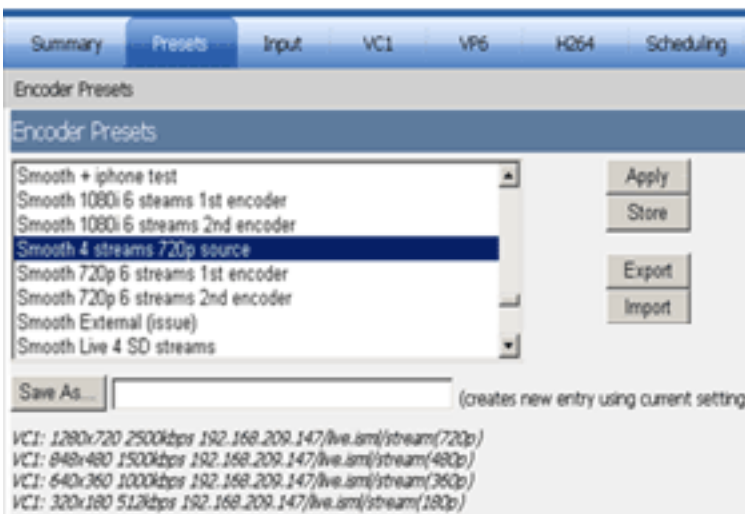 Summary Presets Input VC1 VP6 H264 Scheduling
Encoder Presets
Encoder Presets
Smooth + iphone test
Smooth 1080i 6 steams 1st encoder
Smooth 1080i 6 streams 2nd encoder
Smooth 4 streams 720p source
Smooth 720p 6 streams 1st encoder
Smooth 720p 6 streams 2nd encoder
Smooth External (issue)
Smooth Live 4 SD streams
Apply
Store
Export
Import
Save As... (creates new entry using current setting
VC1: 1280x720 2500kbps 192.168.209.147/live.isml/stream(720p)
VC1: 848x480 1500kbps 192.168.209.147/live.isml/stream(480p)
VC1: 640x360 1000kbps 192.168.209.147/live.isml/stream(360p)
VC1: 320x180 512kbps 192.168.209.147/live.isml/stream(180p)